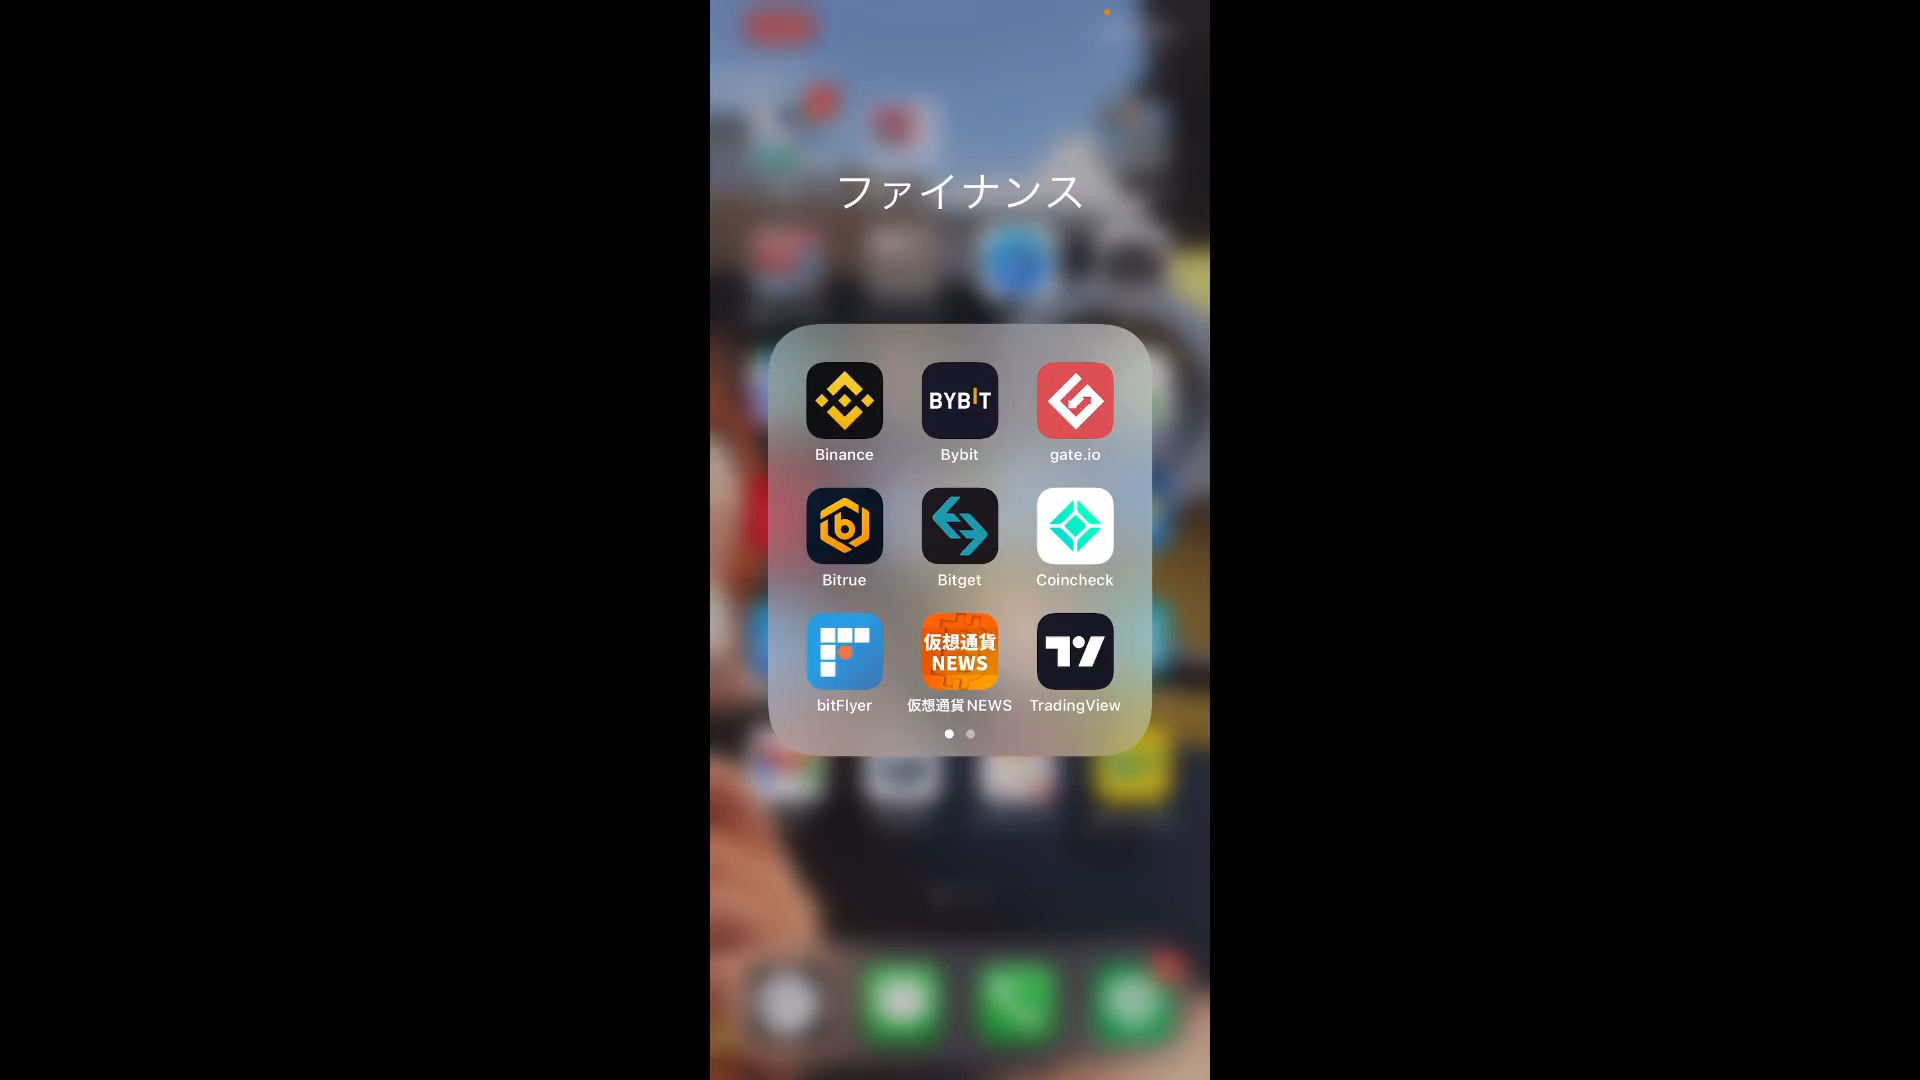 ファイナンス
BYBIT
Binance
Bybit
gate.io
Bitrue
Bitget
Coincheck
仮想通貨
NEWS
bitFlyer
仮想通貨NEWS
TradingView